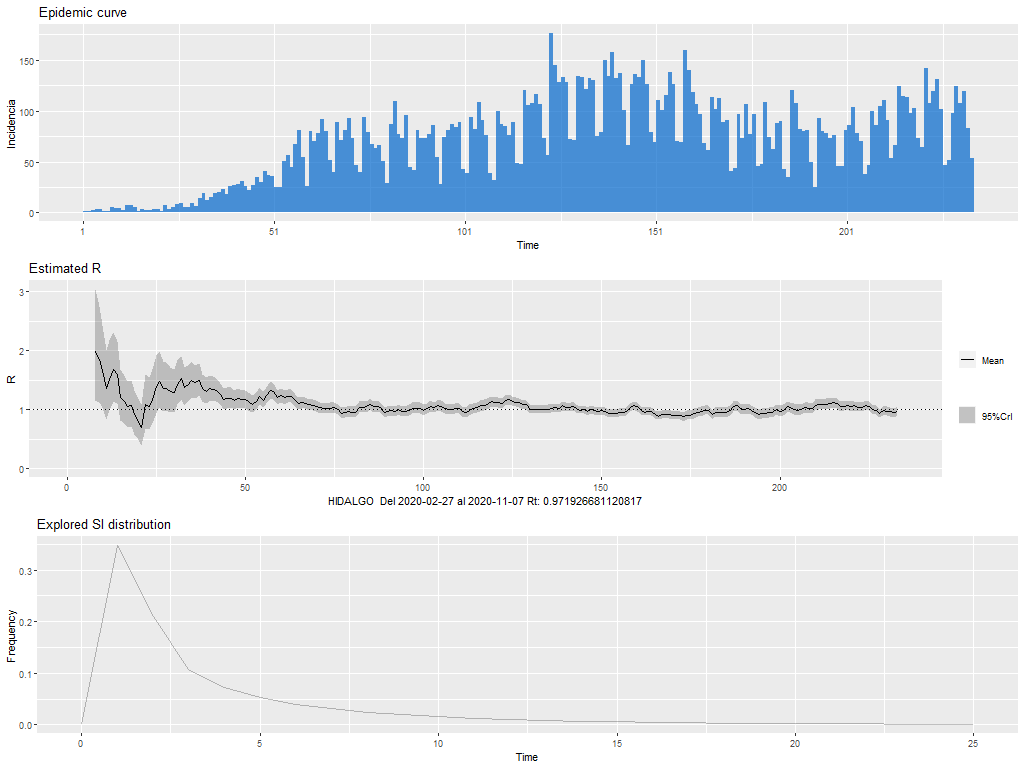 Epidemic curve
150
100
50
0
Incidencia
1 51 101 151 201
Time
Estimated R
3
2
1
0
R
Mean
95%CrI
0 50 100 150 200
HIDALGO Del 2020-02-27 al 2020-11-07 Rt: 0.971926681120817
Explored SI distribution
0.3
0.2
0.1
0.0
Frequency
0 5 10 15 20 25
Time